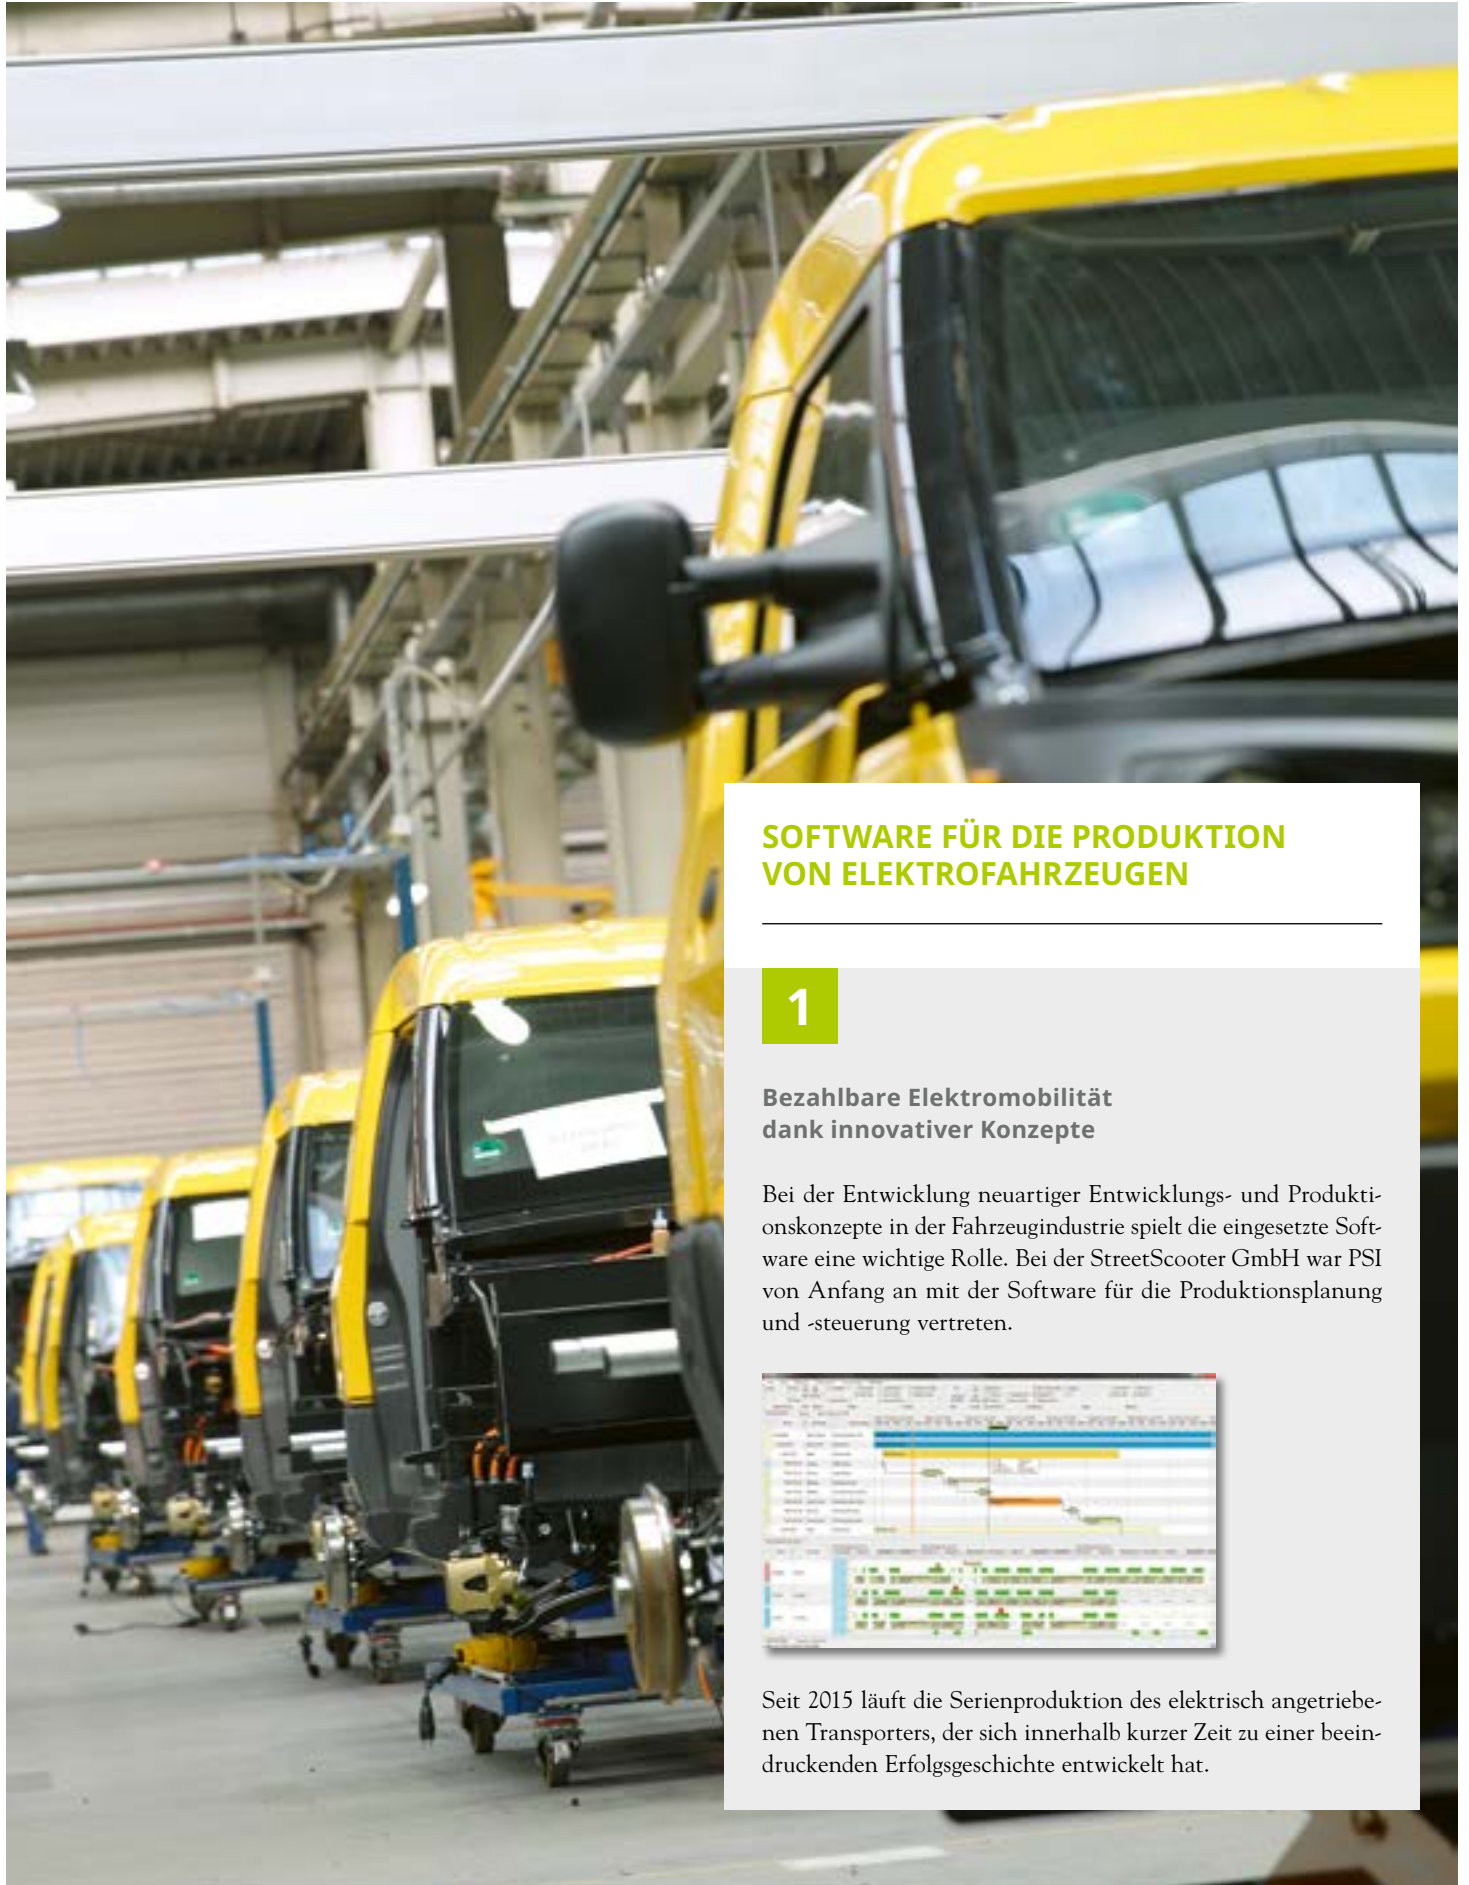 SOFTWARE FÜR DIE PRODUKTION
VON ELEKTROFAHRZEUGEN
1
Bezahlbare Elektromobilität
dank innovativer Konzepte
Bei der Entwicklung neuartiger Entwicklungs- und Produkti-
onskonzepte in der Fahrzeugindustrie spielt die eingesetzte Soft-
ware eine wichtige Rolle. Bei der StreetScooter GmbH war PSI
von Anfang an mit der Software für die Produktionsplanung
und -steuerung vertreten.
Seit 2015 läuft die Serienproduktion des elektrisch angetriebe-
nen Transporters, der sich innerhalb kurzer Zeit zu einer beein-
druckenden Erfolgsgeschichte entwickelt hat.